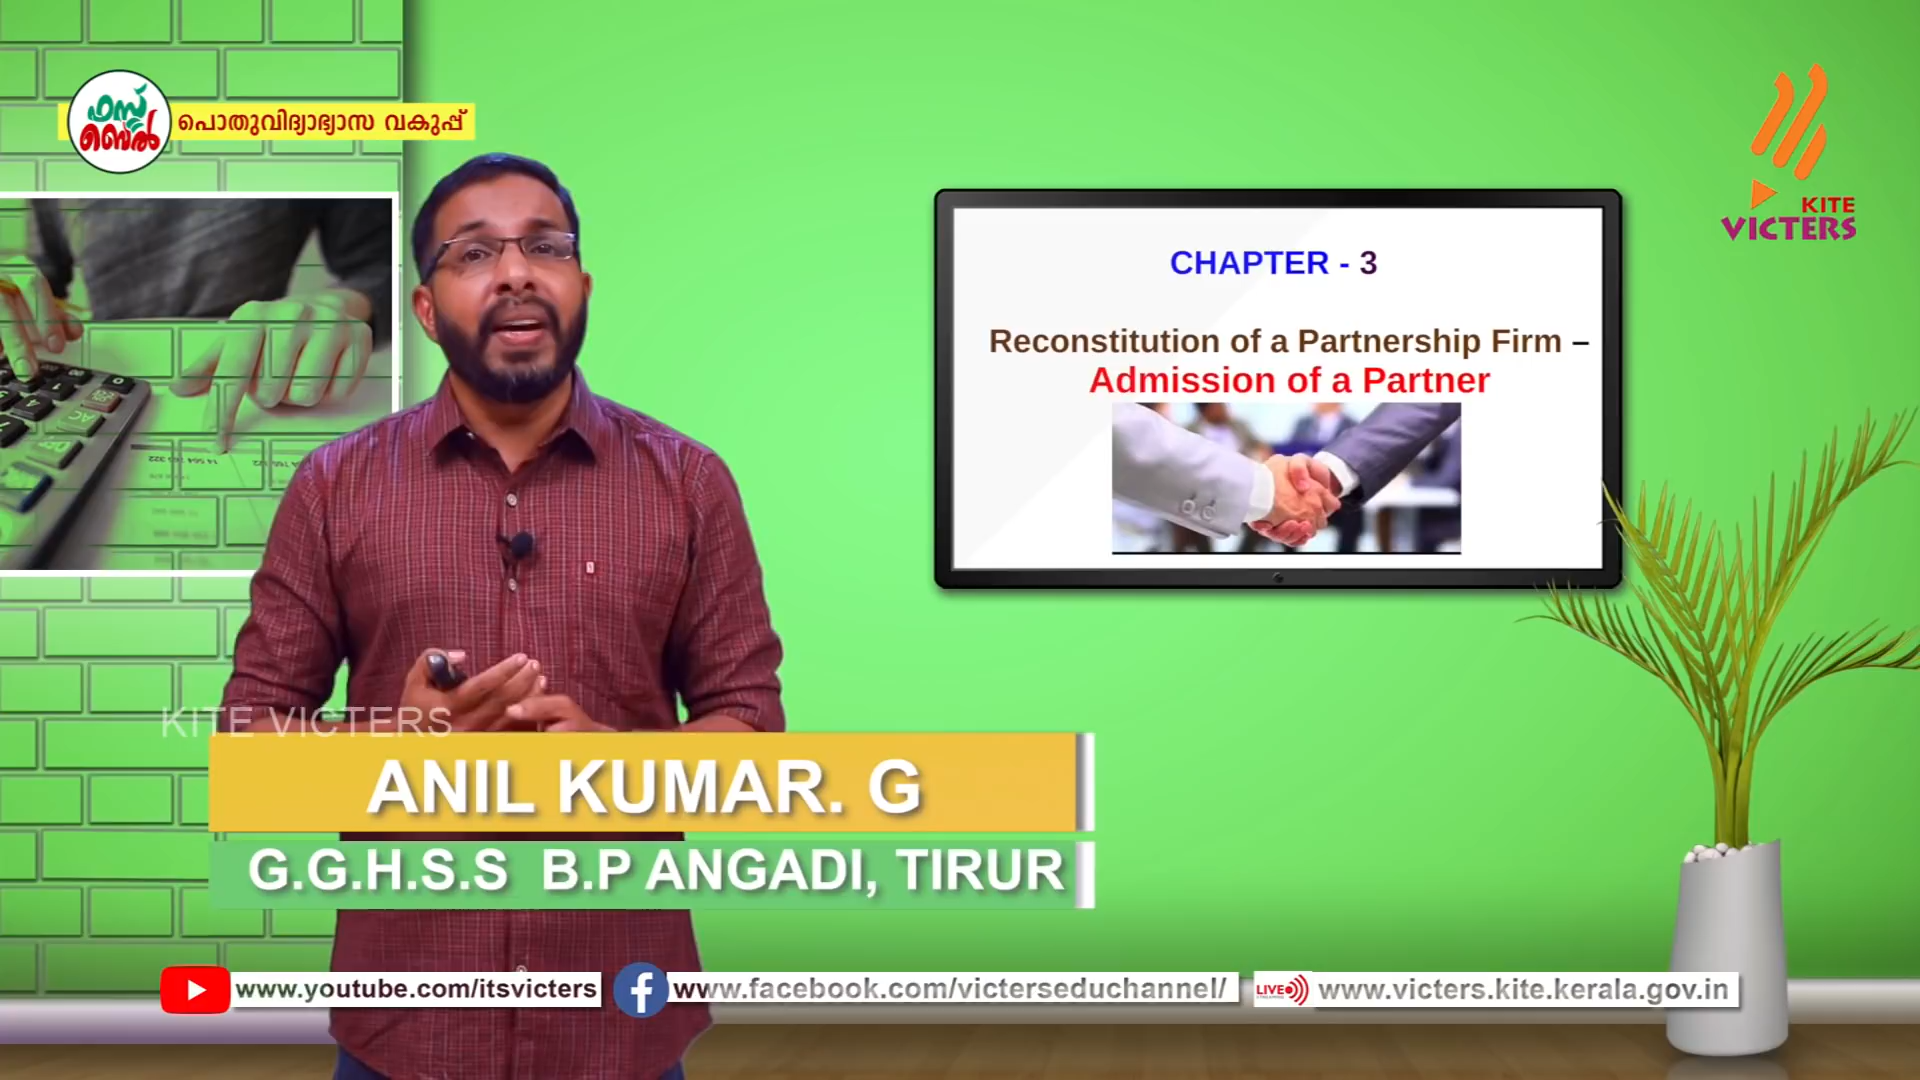 ഫസ്റ്റ്
ബെൽ
പൊതുവിദ്യാഭ്യാസ വകുപ്പ്
KITE
VICTERS
CHAPTER - 3
Reconstitution of a Partnership Firm –
Admission of a Partner
KITE VICTERS
ANIL KUMAR. G
G.G.H.S.S B.P ANGADI, TIRUR
www.youtube.com/itsvicters
www.facebook.com/victerseduchannel/
LIVE
www.victers.kite.kerala.gov.in